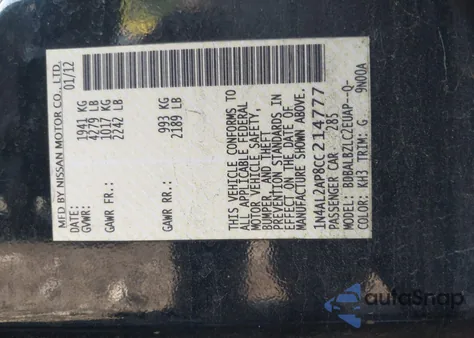 MFD BY NISSAN MOTOR CO., LTD.
DATE: 01/12
GVWR: 1941 KG
4279 LB
GAWR FR.: 1017 KG
2242 LB
GAWR RR.: 993 KG
2189 LB
THIS VEHICLE CONFORMS TO
ALL APPLICABLE FEDERAL
MOTOR VEHICLE SAFETY,
BUMPER, AND THEFT
PREVENTION STANDARDS IN
EFFECT ON THE DATE OF
MANUFACTURE SHOWN ABOVE.
1N4AL2AP8CC214777
PASSENGER CAR 285
MODEL: BDBALBZLC2EUAP--Q-
COLOR: KH3 TRIM: G 9N00A
autoSnap